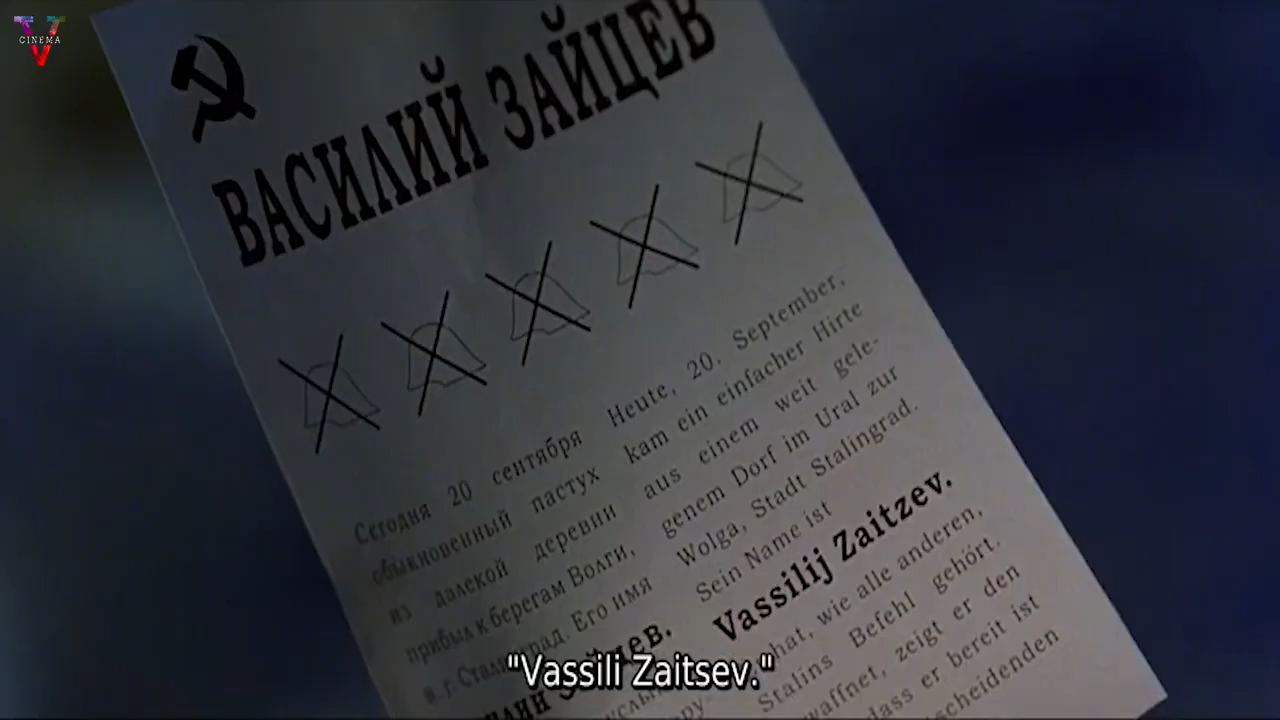 V
CINEMA
ВАСИЛИЙ ЗАЙЦЕВ
Сегодня 20 сентября
обыкновенный пастух
из далекой деревни
прибыл к берегам Волги,
в г. Сталинград. Его имя
Зайцев.
Heute, 20. September,
kam ein einfacher Hirte
aus einem weit gele-
genem Dorf im Ural zur
Wolga, Stadt Stalingrad.
Sein Name ist
Vassilij Zaitzev.
hat, wie alle anderen,
Stalins Befehl gehört.
zeigt er den
dass er bereit ist
"Vassili Zaitsev."